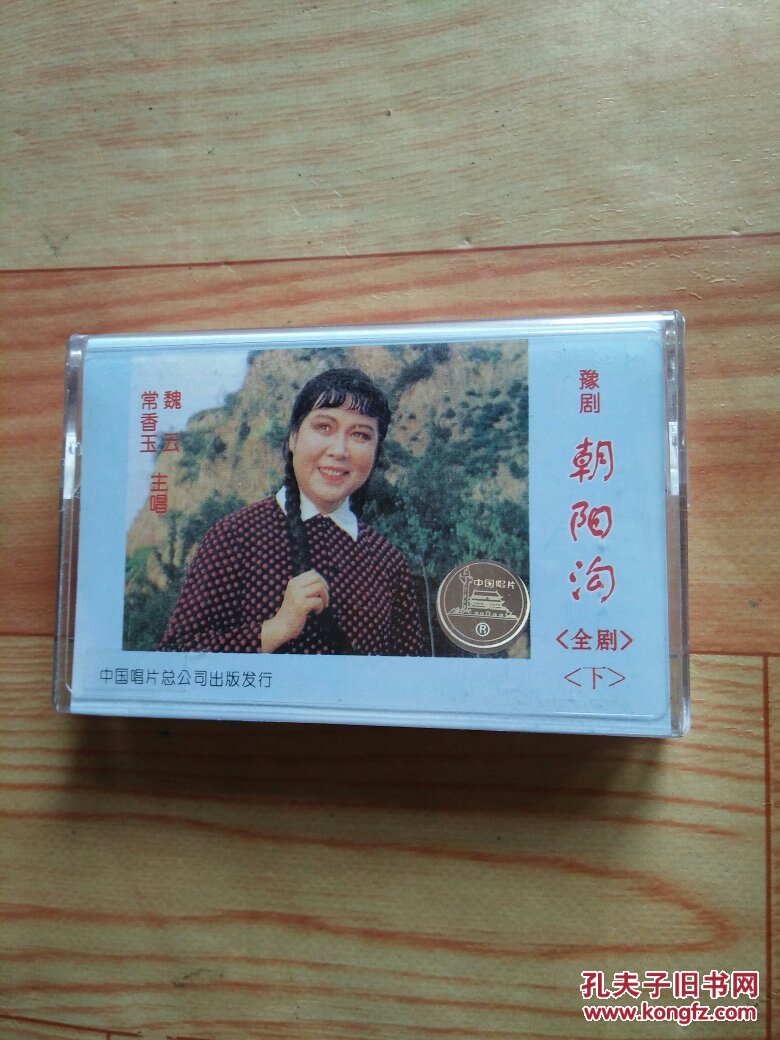 魏云
常香玉 主唱
豫剧
朝阳沟
<全剧>
<下>
中国唱片
®
中国唱片总公司出版发行
孔夫子旧书网
www.kongfz.com